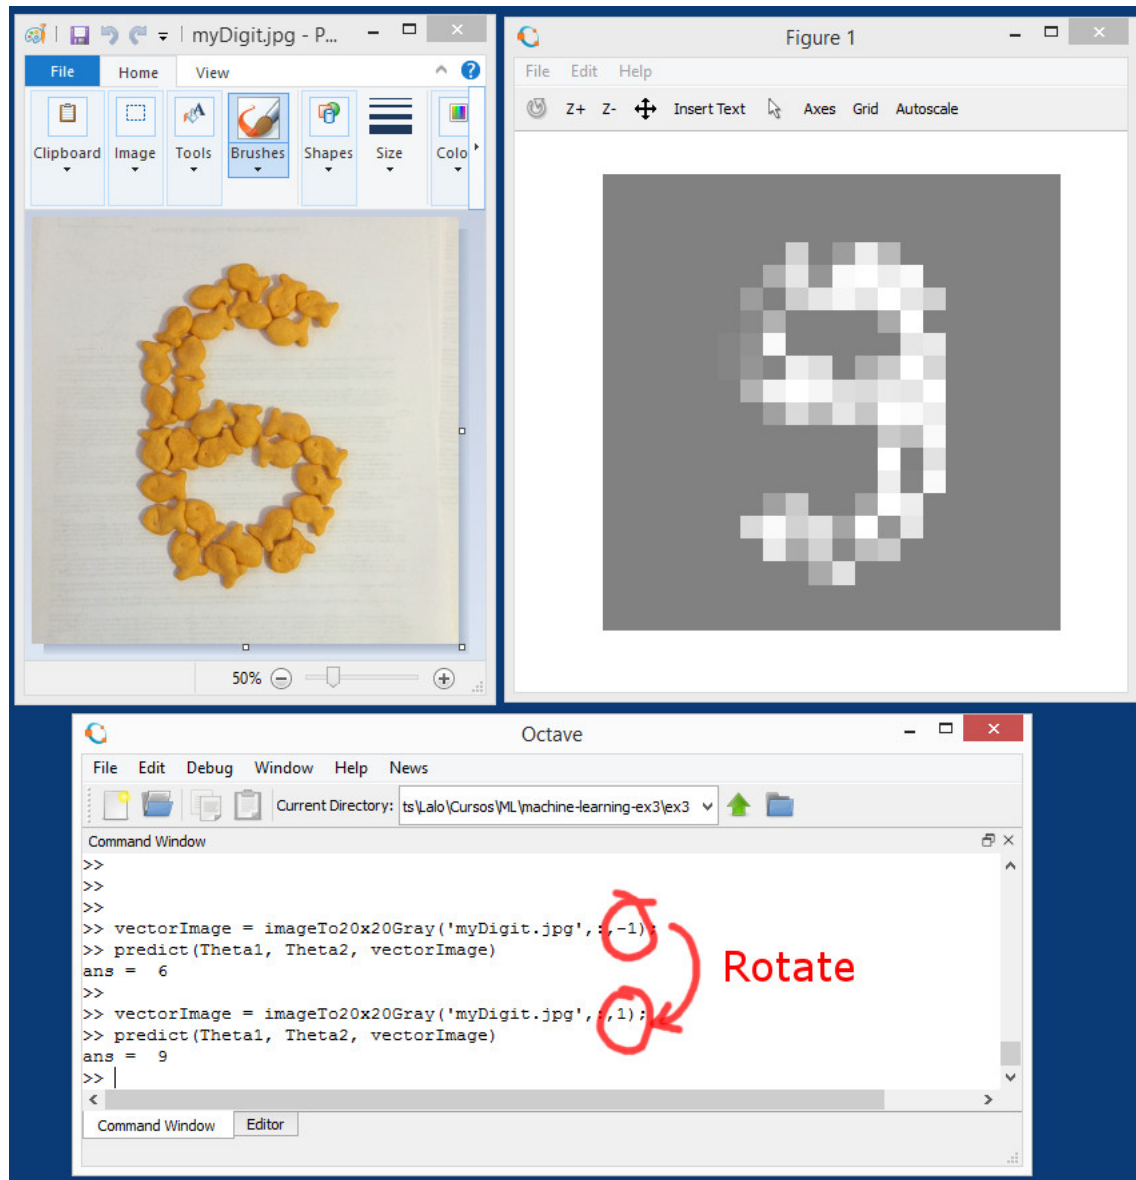 myDigit.jpg - P...
File Home View
Clipboard Image Tools Brushes Shapes Size Colo
50%
Figure 1
File Edit Help
Z+ Z- Insert Text Axes Grid Autoscale
Octave
File Edit Debug Window Help News
Current Directory: ts\Lalo\Cursos\ML\machine-learning-ex3\ex3
Command Window
>>
>>
>>
>> vectorImage = imageTo20x20Gray('myDigit.jpg',:,-1);
>> predict(Theta1, Theta2, vectorImage)
ans =  6
>>
>> vectorImage = imageTo20x20Gray('myDigit.jpg',:,1);
>> predict(Theta1, Theta2, vectorImage)
ans =  9
>>
Rotate
Command Window Editor